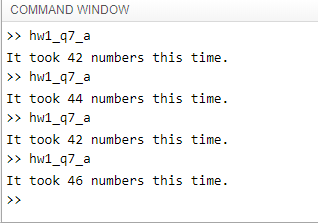 COMMAND WINDOW
>> hw1_q7_a
It took 42 numbers this time.
>> hw1_q7_a
It took 44 numbers this time.
>> hw1_q7_a
It took 42 numbers this time.
>> hw1_q7_a
It took 46 numbers this time.
>>